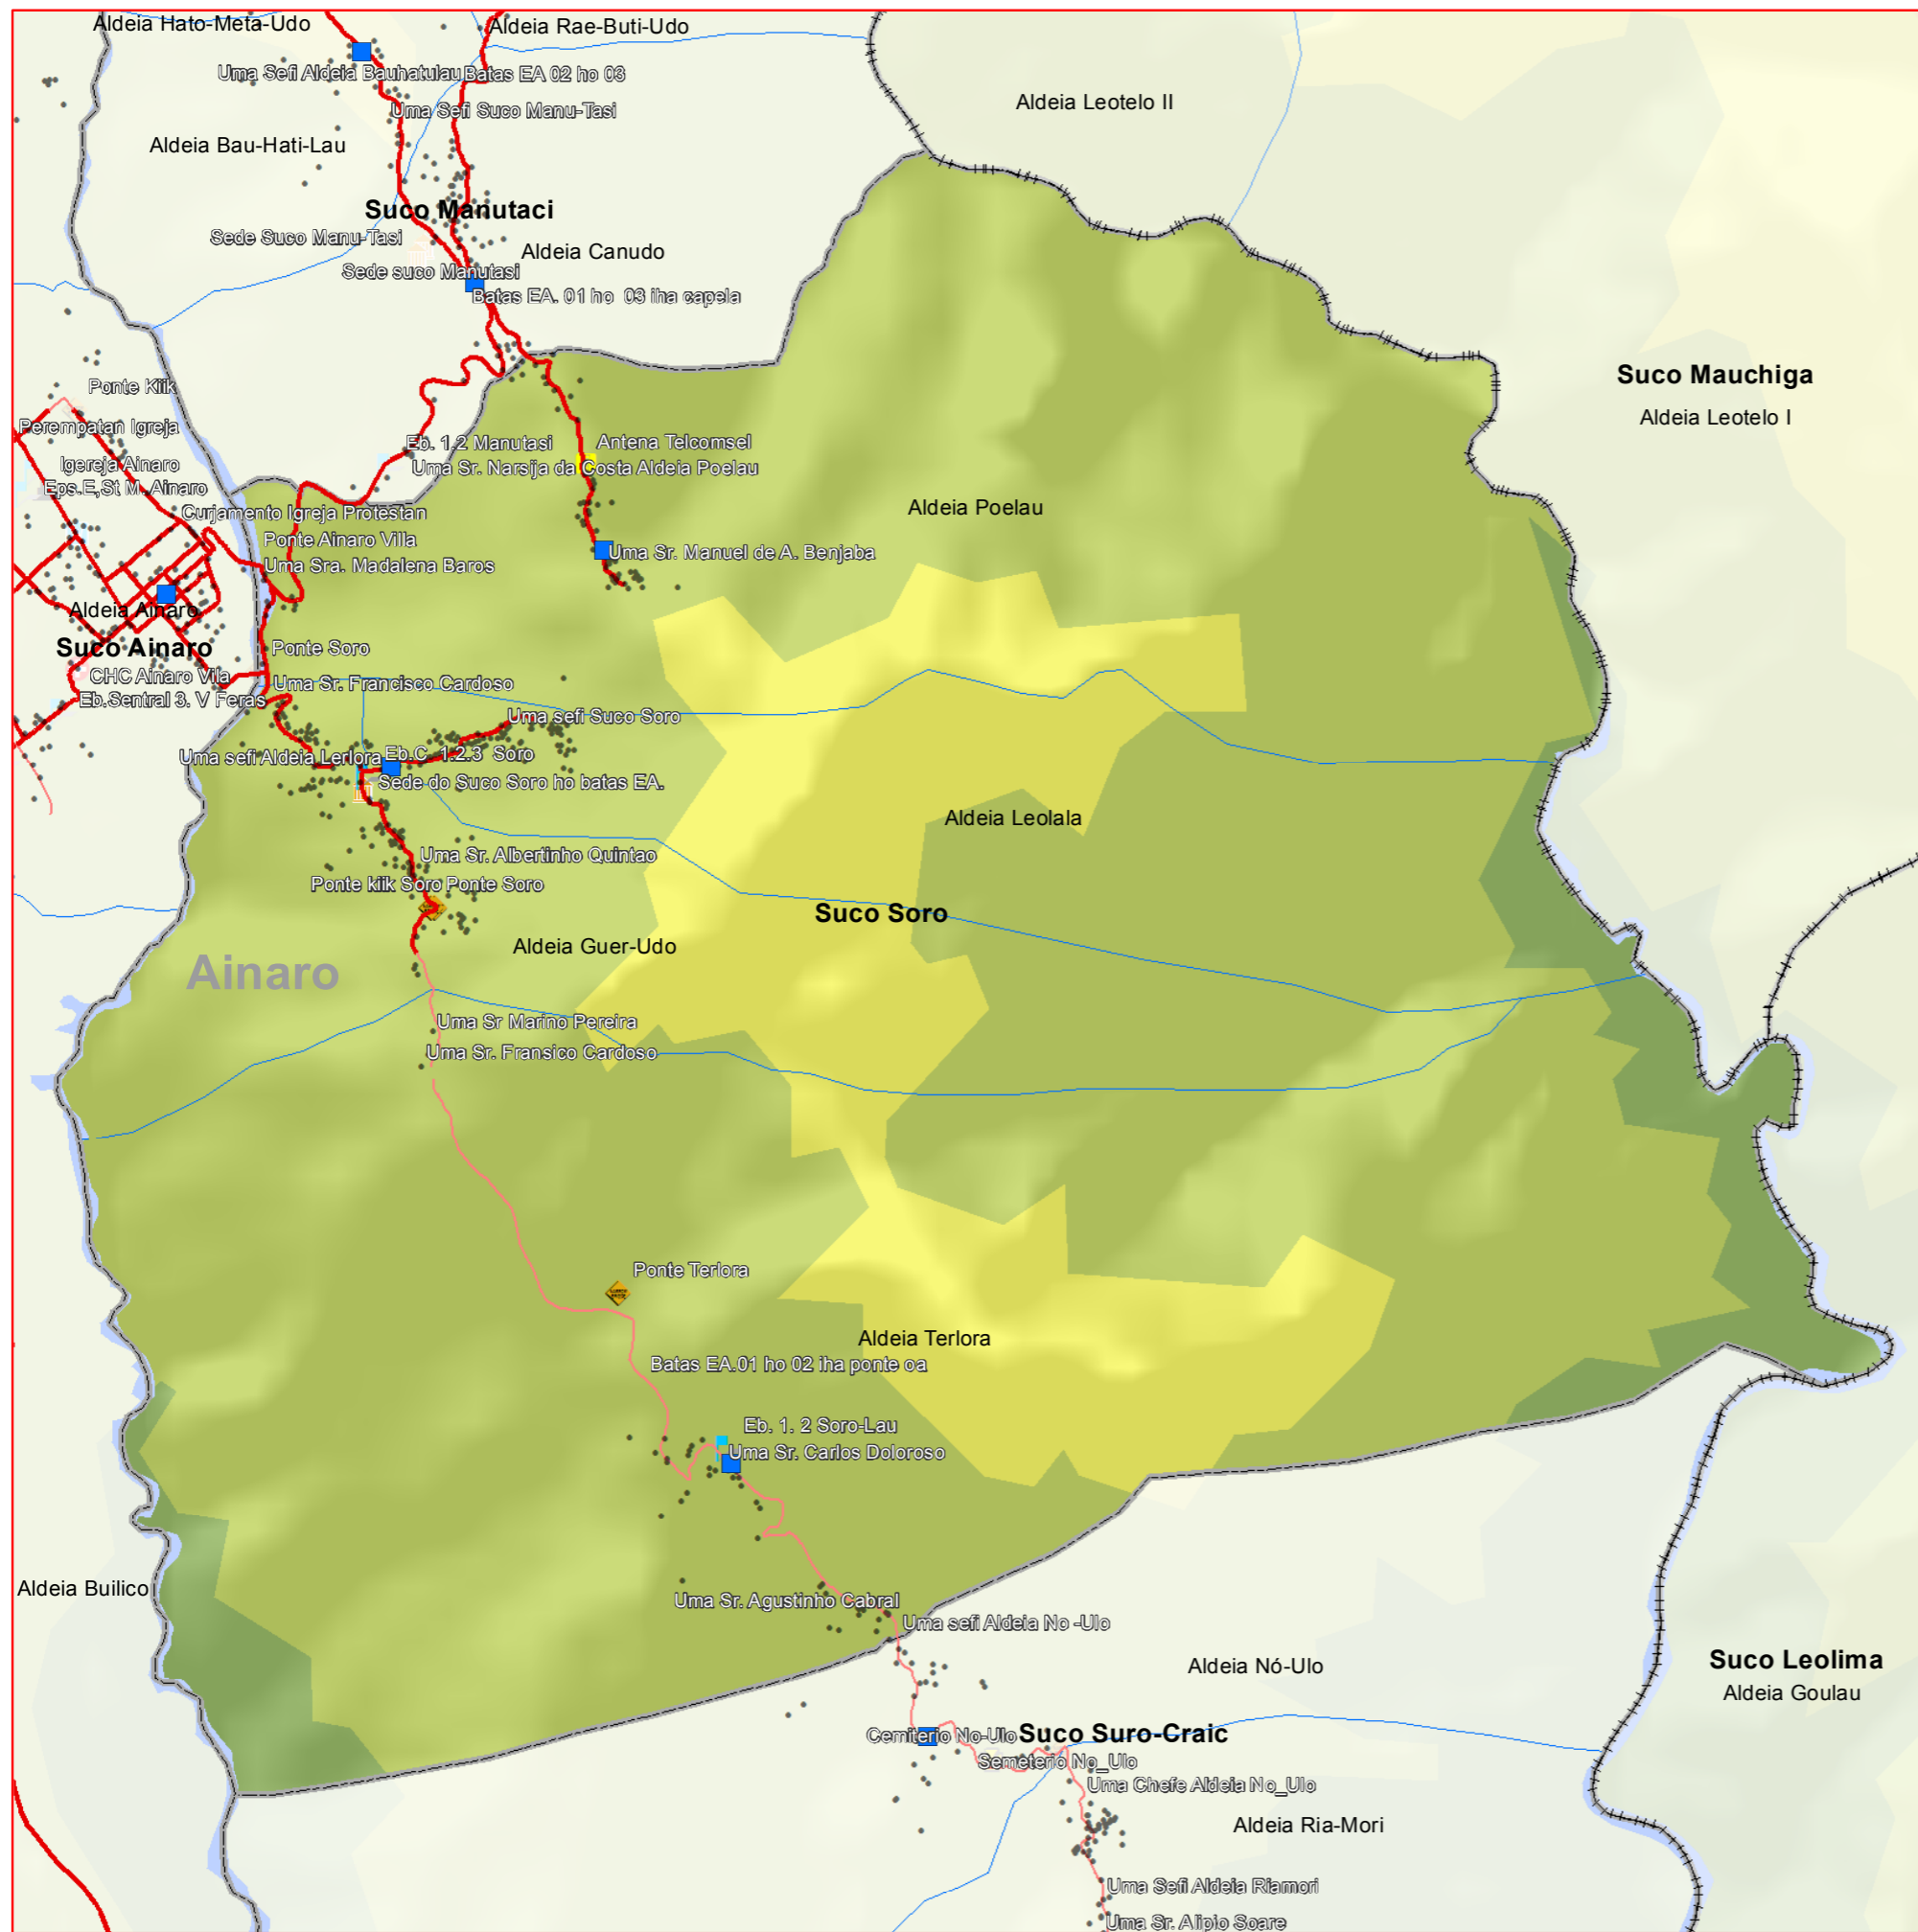 Aldeia Hato-Meta-Udo
Aldeia Rae-Buti-Udo
Uma Sefi Aldeia Bauhatulau
Batas EA 02 ho 03
Aldeia Leotelo II
Uma Sefi Suco Manu-Tasi
Aldeia Bau-Hati-Lau
Suco Manutaci
Sede Suco Manu-Tasi
Aldeia Canudo
Sede suco Manutasi
Batas EA. 01 ho 03 iha capela
Suco Mauchiga
Ponte Kiik
Aldeia Leotelo I
Perempatan Igreja
Eb. 1.2 Manutasi
Antena Telcomsel
Igereja Ainaro
Uma Sr. Narsija da Costa Aldeia Poelau
Eps.E,St M. Ainaro
Aldeia Poelau
Curjamento Igreja Protestan
Ponte Ainaro Villa
Uma Sr. Manuel de A. Benjaba
Uma Sra. Madalena Baros
Aldeia Ainaro
Suco Ainaro
Ponte Soro
CHC Ainaro Vila
Uma Sr. Francisco Cardoso
Eb.Sentral 3. V Feras
Uma sefi Suco Soro
Uma sefi Aldeia Lerlora
Eb.C. 1.2.3 Soro
Sede do Suco Soro ho batas EA.
Aldeia Leolala
Uma Sr. Albertinho Quintao
Ponte kiik Soro Ponte Soro
Suco Soro
Aldeia Guer-Udo
Ainaro
Uma Sr Marino Pereira
Uma Sr. Fransico Cardoso
Ponte Terlora
Aldeia Terlora
Batas EA.01 ho 02 iha ponte oa
Eb. 1. 2 Soro-Lau
Uma Sr. Carlos Doloroso
Aldeia Builico
Uma Sr. Agustinho Cabral
Uma sefi Aldeia No -Ulo
Aldeia Nó-Ulo
Suco Leolima
Aldeia Goulau
Cemiterio No-Ulo
Suco Suro-Craic
Semeterio No_Ulo
Uma Chefe Aldeia No_Ulo
Aldeia Ria-Mori
Uma Sefi Aldeia Riamori
Uma Sr. Alipio Soare